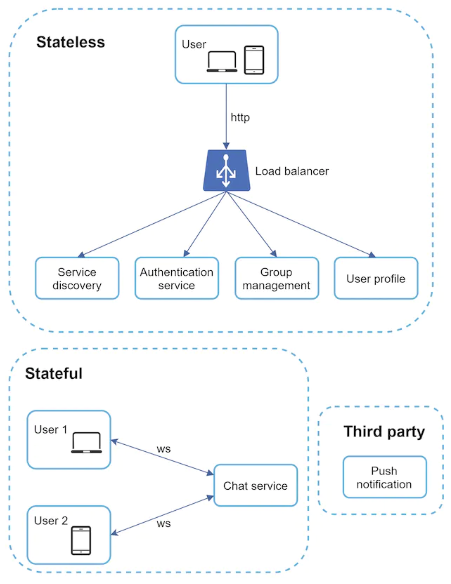 Stateless
User
http
Load balancer
Service
discovery
Authentication
service
Group
management
User profile
Stateful
User 1
ws
Chat service
User 2
ws
Third party
Push
notification